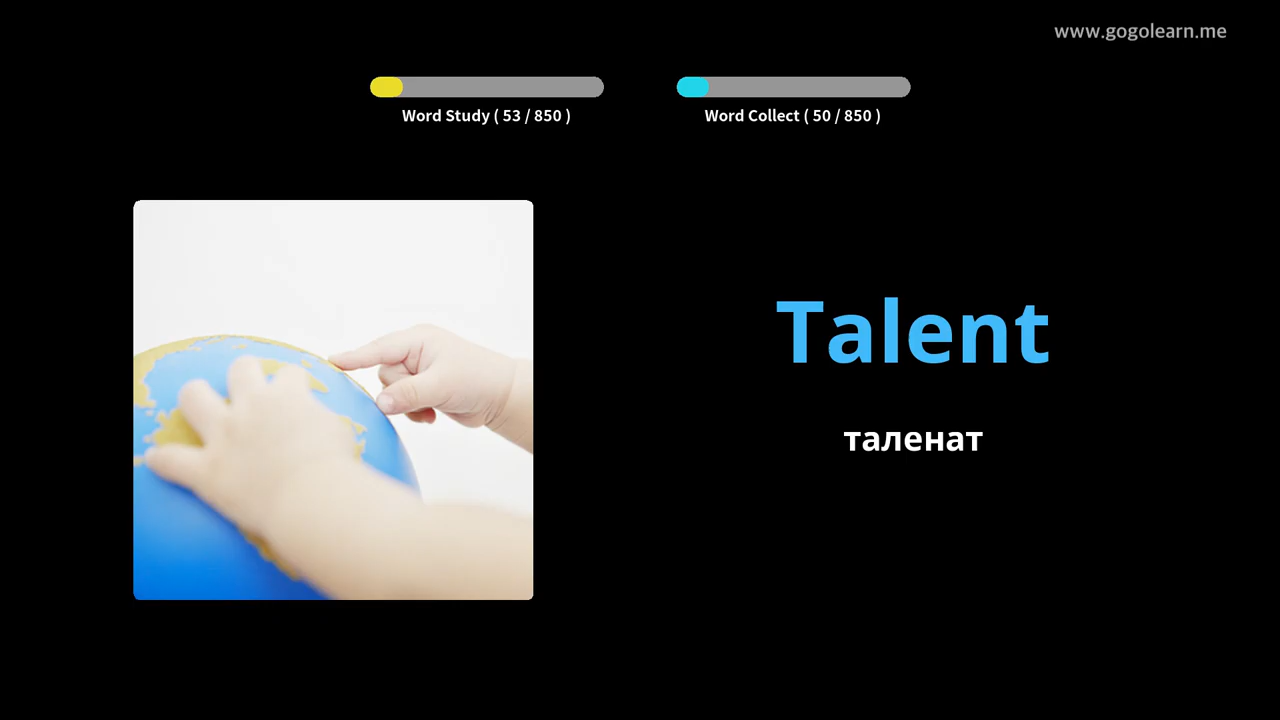 www.gogolearn.me
Word Study ( 53 / 850 )
Word Collect ( 50 / 850 )
Talent
таленат